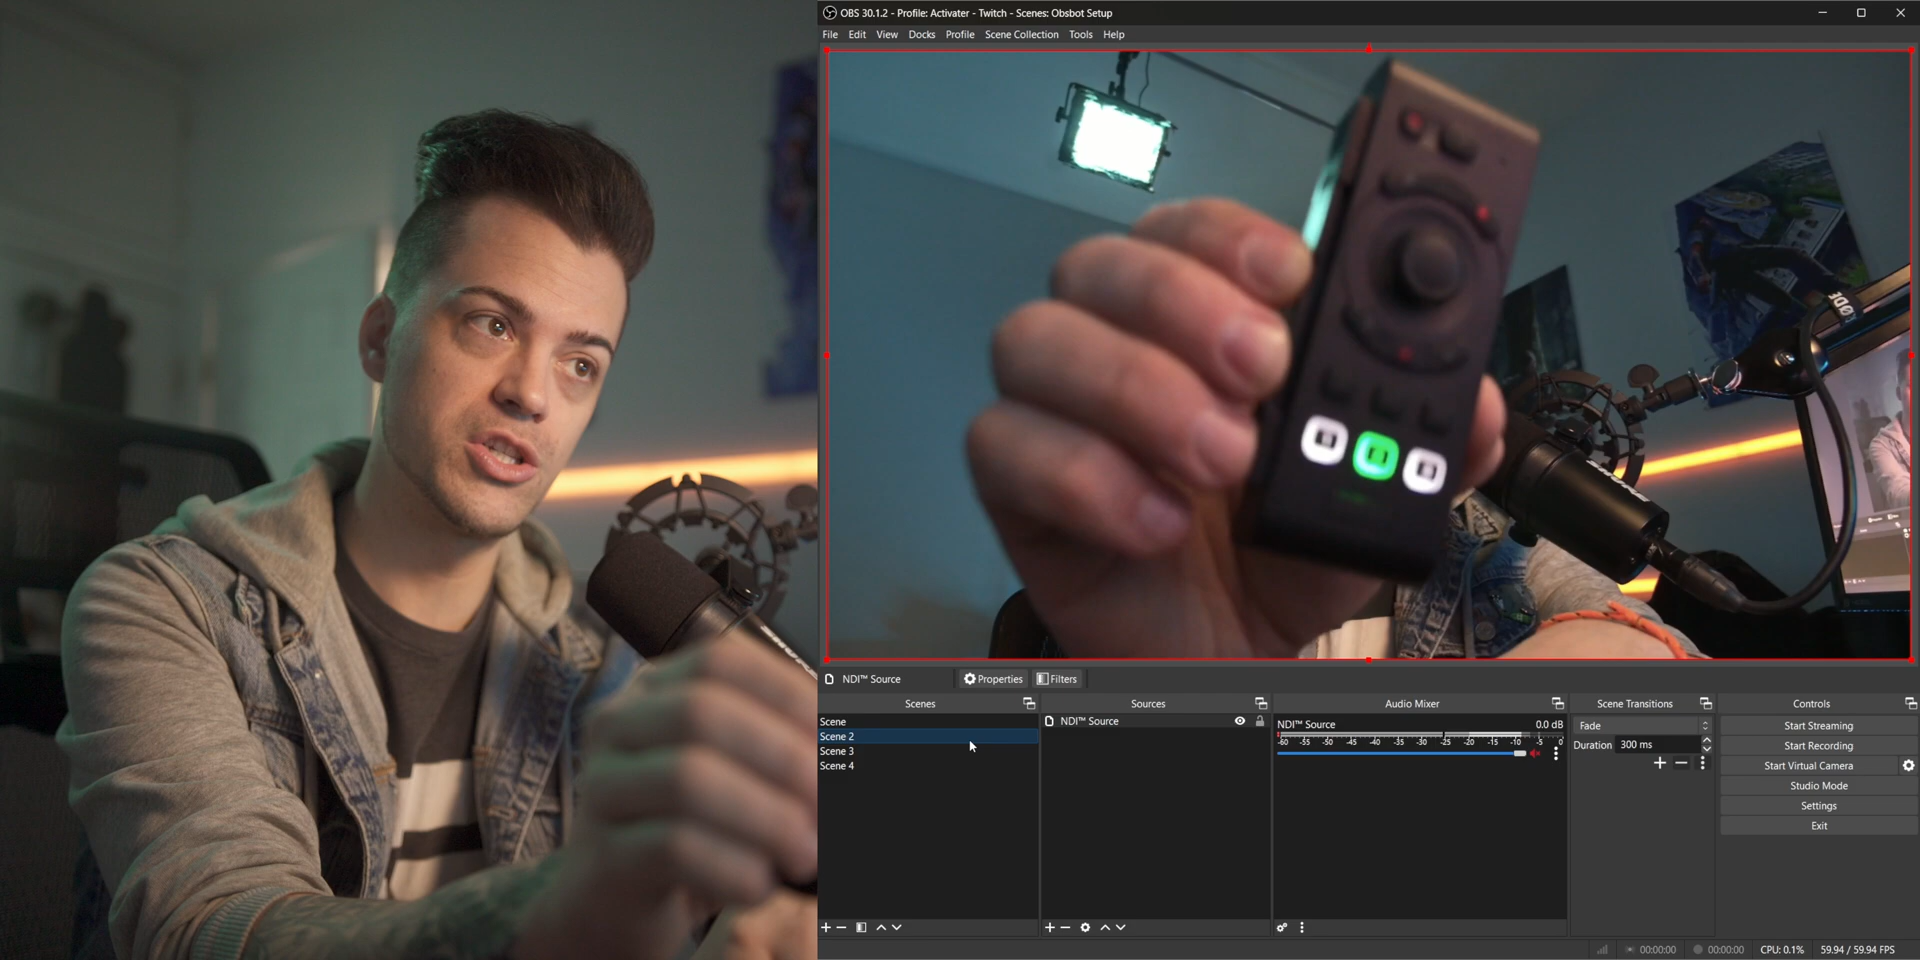 OBS 30.1.2 - Profile: Activater - Twitch - Scenes: Obsbot Setup
File Edit View Docks Profile Scene Collection Tools Help
RØDE
SHURE
NDI™ Source Properties Filters
Scenes Sources Audio Mixer Scene Transitions Controls
Scene
Scene 2
Scene 3
Scene 4
NDI™ Source
NDI™ Source 0.0 dB
-60 -55 -50 -45 -40 -35 -30 -25 -20 -15 -10 -5 0
Fade
Duration 300 ms
Start Streaming
Start Recording
Start Virtual Camera
Studio Mode
Settings
Exit
00:00:00 00:00:00 CPU: 0.1% 59.94 / 59.94 FPS